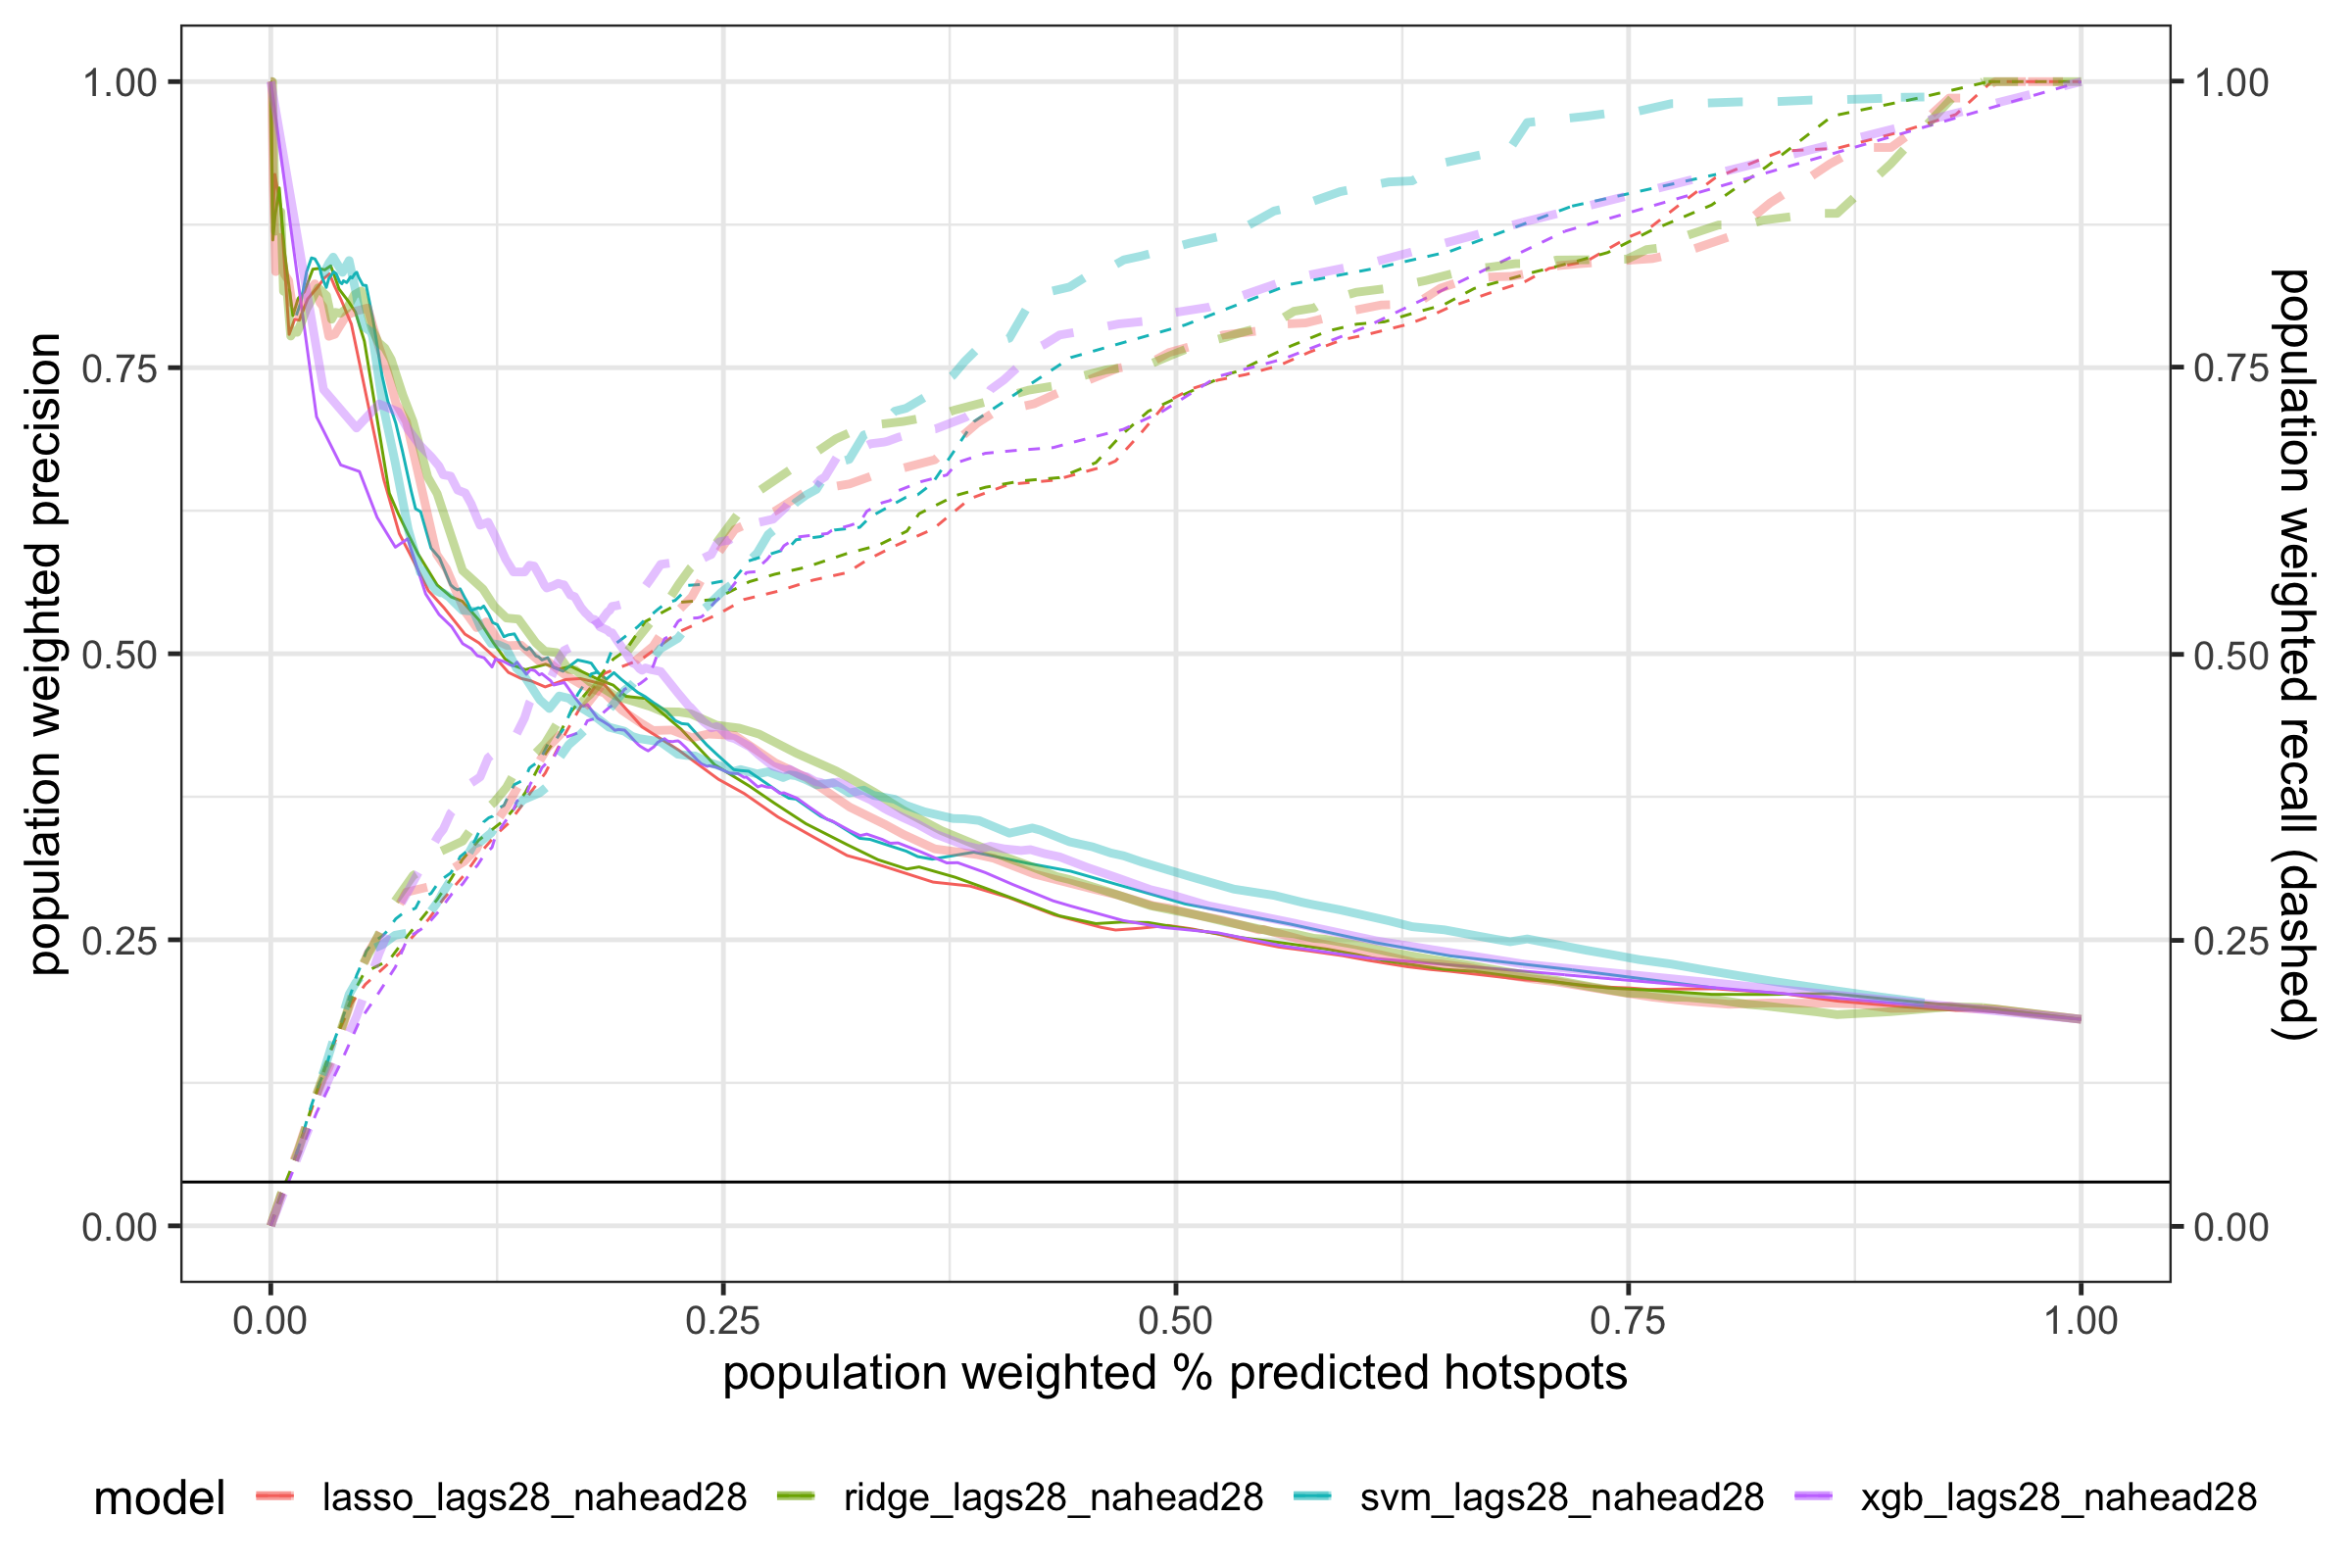 population weighted precision
1.00
0.75
0.50
0.25
0.00
1.00
0.75
0.50
0.25
0.00
population weighted recall (dashed)
0.00 0.25 0.50 0.75 1.00
population weighted % predicted hotspots
model lasso_lags28_nahead28 ridge_lags28_nahead28 svm_lags28_nahead28 xgb_lags28_nahead28